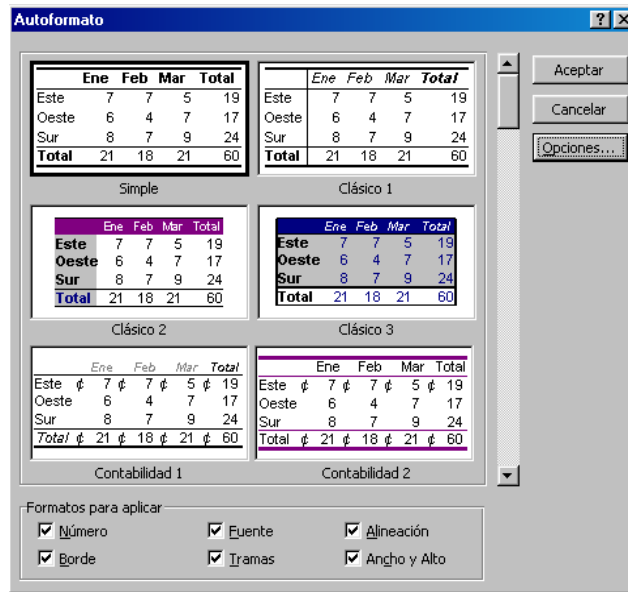 Autoformato
Ene Feb Mar Total
Este 7 7 5 19
Oeste 6 4 7 17
Sur 8 7 9 24
Total 21 18 21 60
Simple
Ene Feb Mar Total
Este 7 7 5 19
Oeste 6 4 7 17
Sur 8 7 9 24
Total 21 18 21 60
Clásico 1
Ene Feb Mar Total
Este 7 7 5 19
Oeste 6 4 7 17
Sur 8 7 9 24
Total 21 18 21 60
Clásico 2
Ene Feb Mar Total
Este 7 7 5 19
Oeste 6 4 7 17
Sur 8 7 9 24
Total 21 18 21 60
Clásico 3
Ene Feb Mar Total
Este ¢ 7 ¢ 7 ¢ 5 ¢ 19
Oeste 6 4 7 17
Sur 8 7 9 24
Total ¢ 21 ¢ 18 ¢ 21 ¢ 60
Contabilidad 1
Ene Feb Mar Total
Este ¢ 7 ¢ 7 ¢ 5 ¢ 19
Oeste 6 4 7 17
Sur 8 7 9 24
Total ¢ 21 ¢ 18 ¢ 21 ¢ 60
Contabilidad 2
Aceptar
Cancelar
Opciones...
Formatos para aplicar
Número Fuente Alineación
Borde Tramas Ancho y Alto